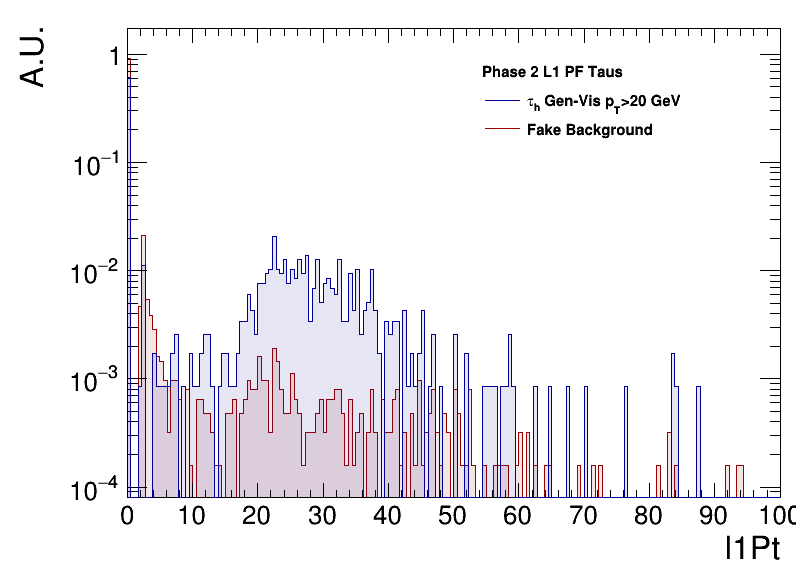 A.U.
Phase 2 L1 PF Taus
τh Gen-Vis pT>20 GeV
Fake Background
1
10−1
10−2
10−3
10−4
0 10 20 30 40 50 60 70 80 90 100
l1Pt